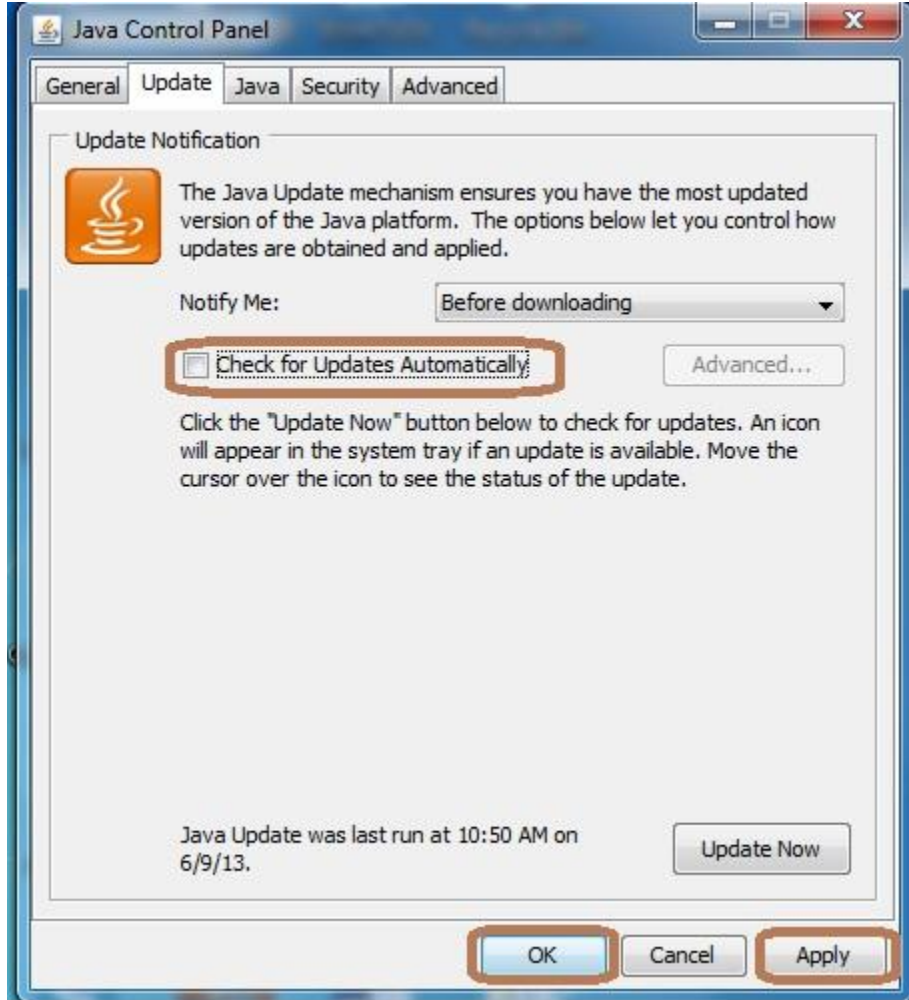 Java Control Panel
General Update Java Security Advanced
Update Notification
The Java Update mechanism ensures you have the most updated
version of the Java platform. The options below let you control how
updates are obtained and applied.
Notify Me: Before downloading
Check for Updates Automatically Advanced...
Click the "Update Now" button below to check for updates. An icon
will appear in the system tray if an update is available. Move the
cursor over the icon to see the status of the update.
Java Update was last run at 10:50 AM on
6/9/13.
Update Now
OK Cancel Apply